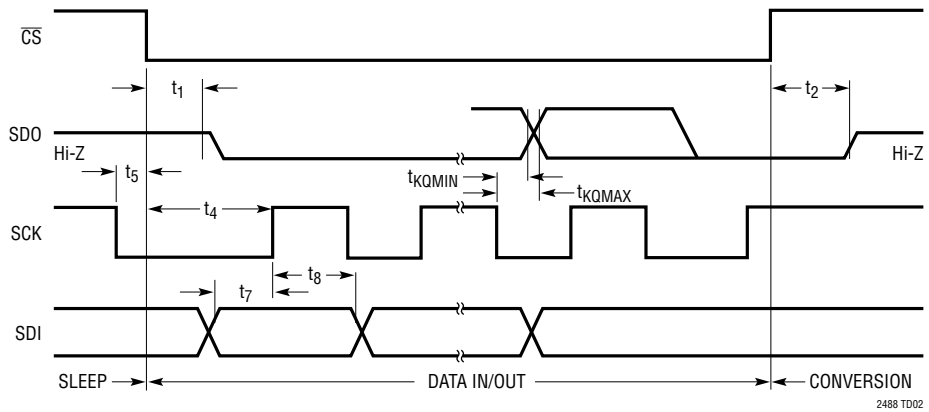 CS
t1
t2
SDO
Hi-Z
Hi-Z
t5
tKQMIN
tKQMAX
t4
SCK
t8
t7
SDI
SLEEP
DATA IN/OUT
CONVERSION
2488 TD02